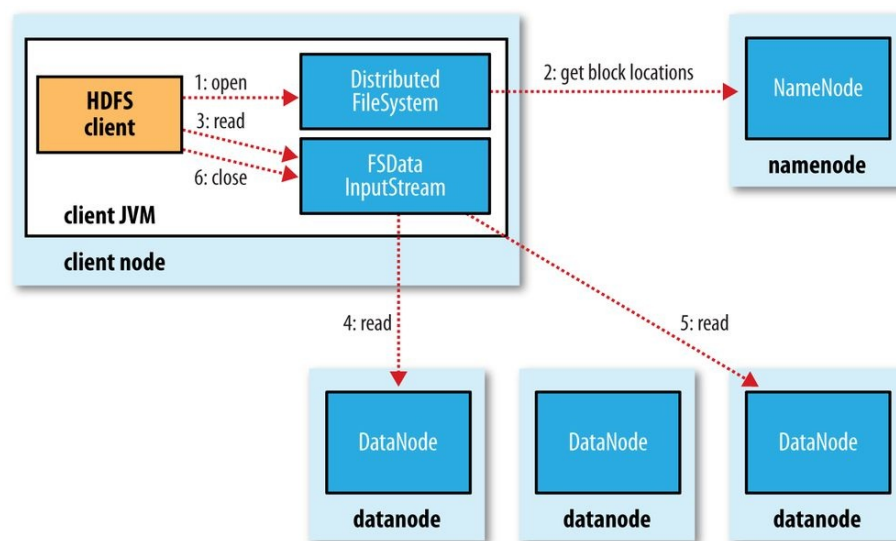 HDFS
client
1: open
3: read
6: close
Distributed
FileSystem
FSData
InputStream
client JVM
client node
2: get block locations
NameNode
namenode
4: read
5: read
DataNode
datanode
DataNode
datanode
DataNode
datanode